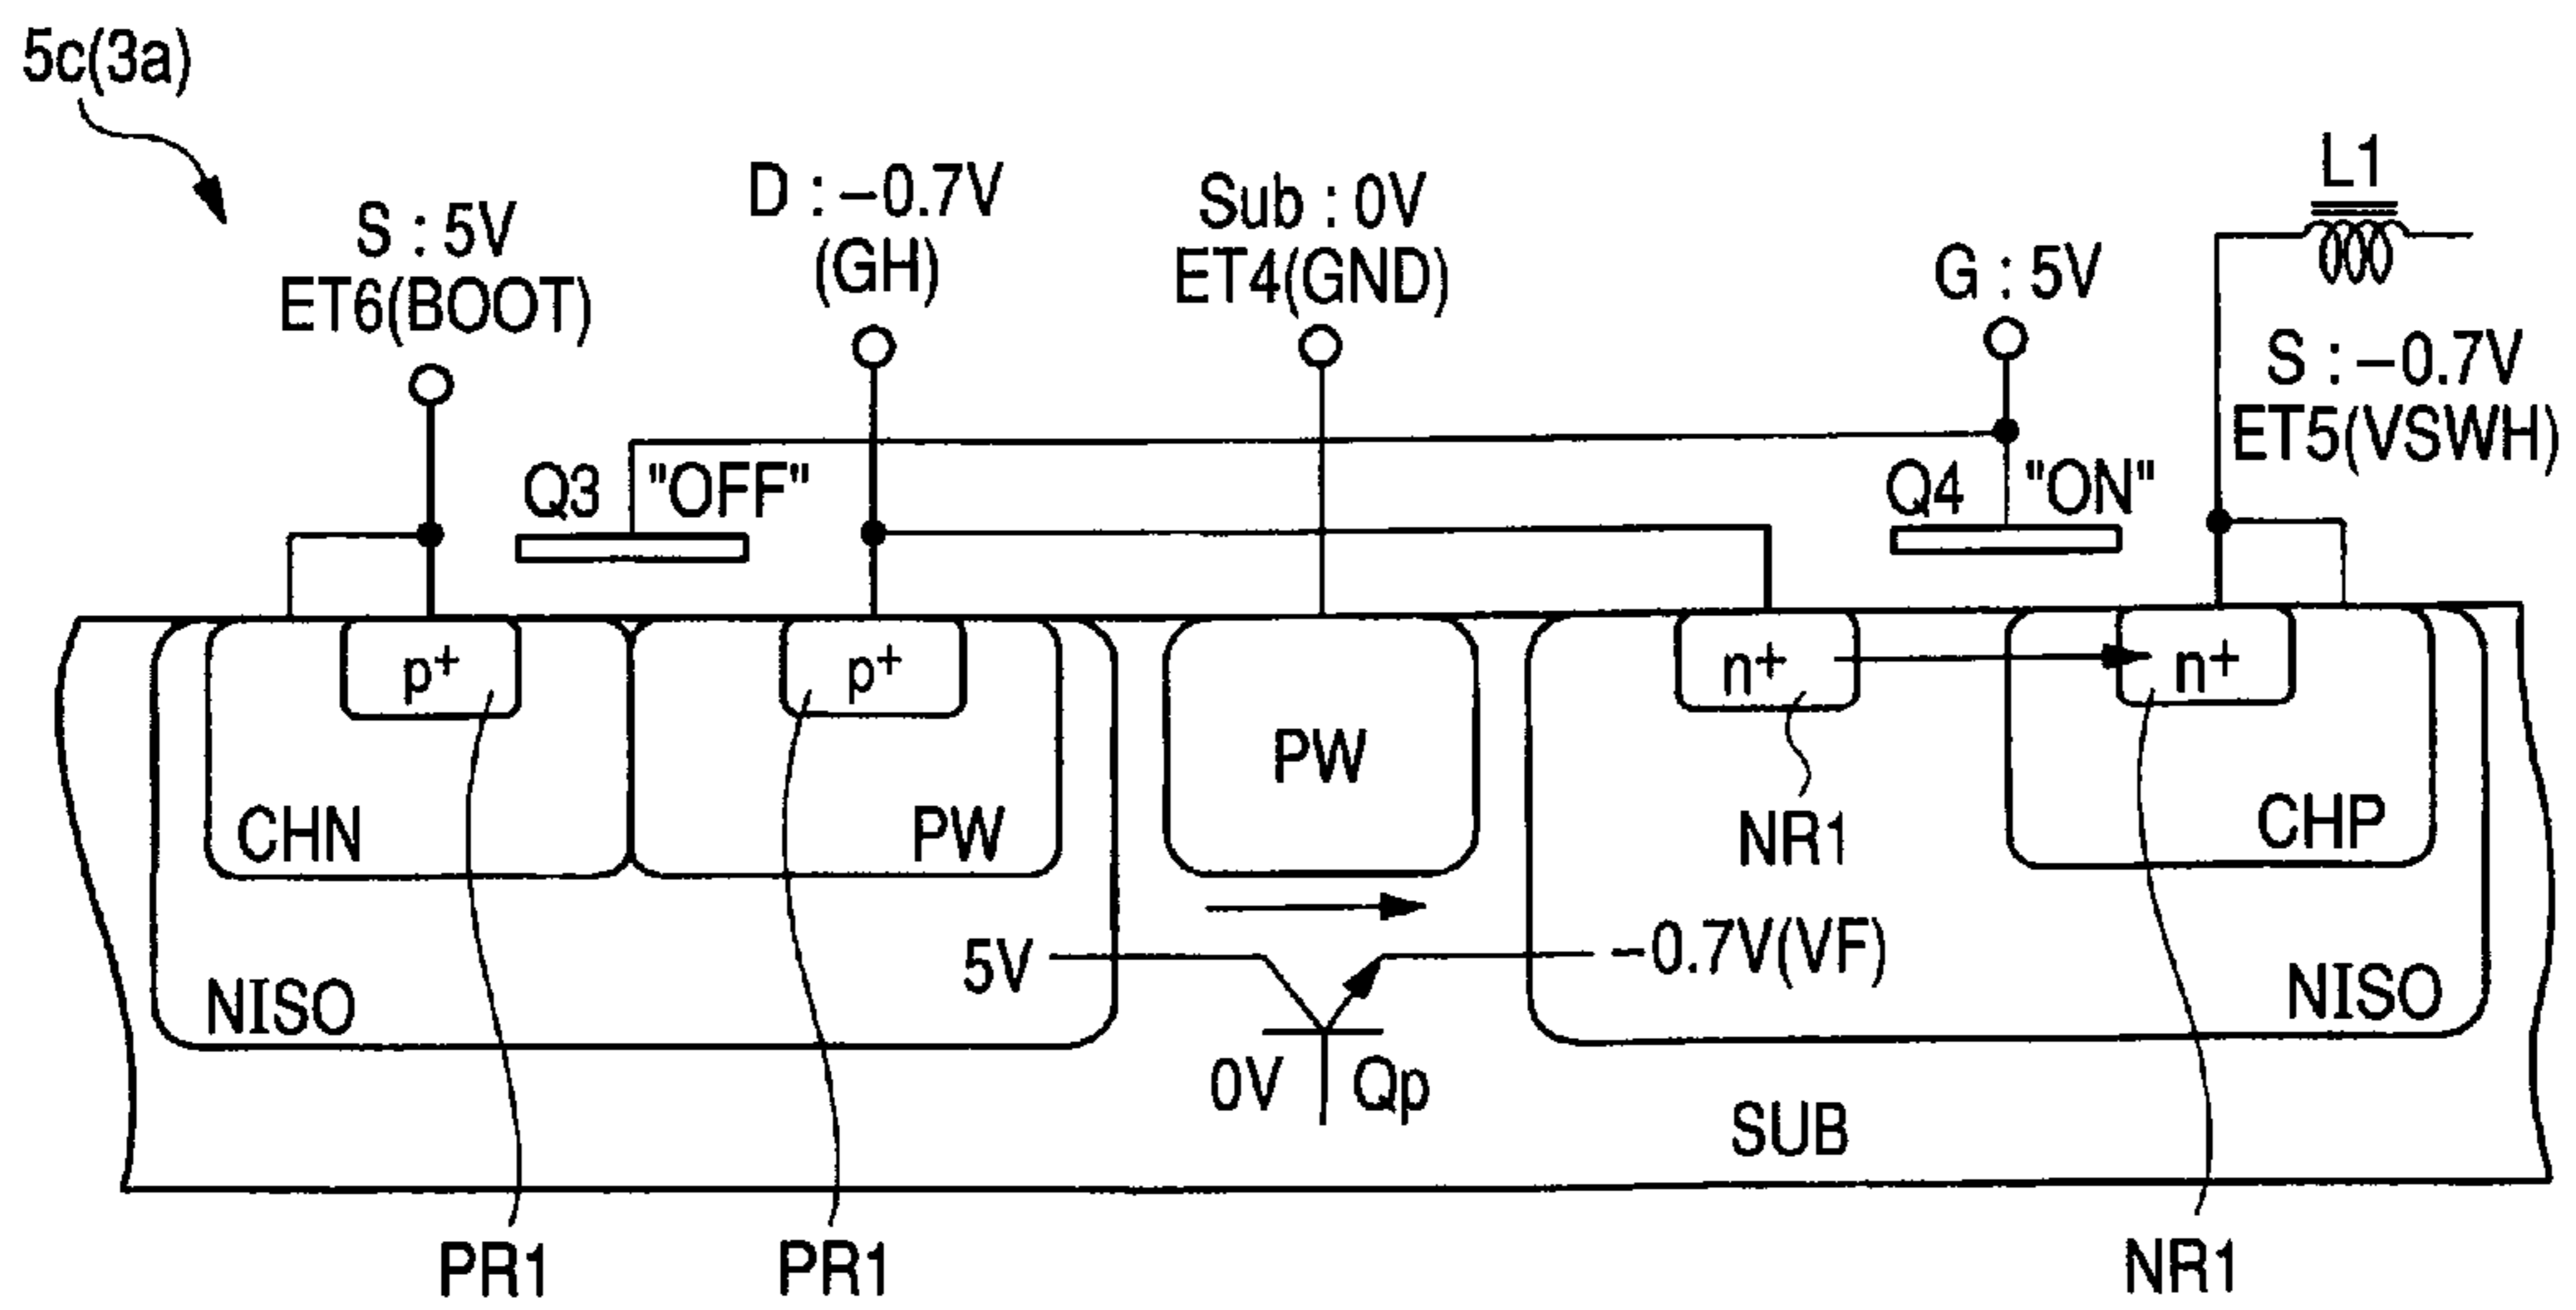 5c(3a)
S : 5V
ET6(BOOT)
D : –0.7V
(GH)
Sub : 0V
ET4(GND)
G : 5V
L1
S : –0.7V
ET5(VSWH)
Q3 "OFF"
Q4 "ON"
p+
p+
n+
n+
CHN
PW
PW
NR1
CHP
NISO
5V
–0.7V(VF)
NISO
0V
Qp
SUB
PR1
PR1
NR1